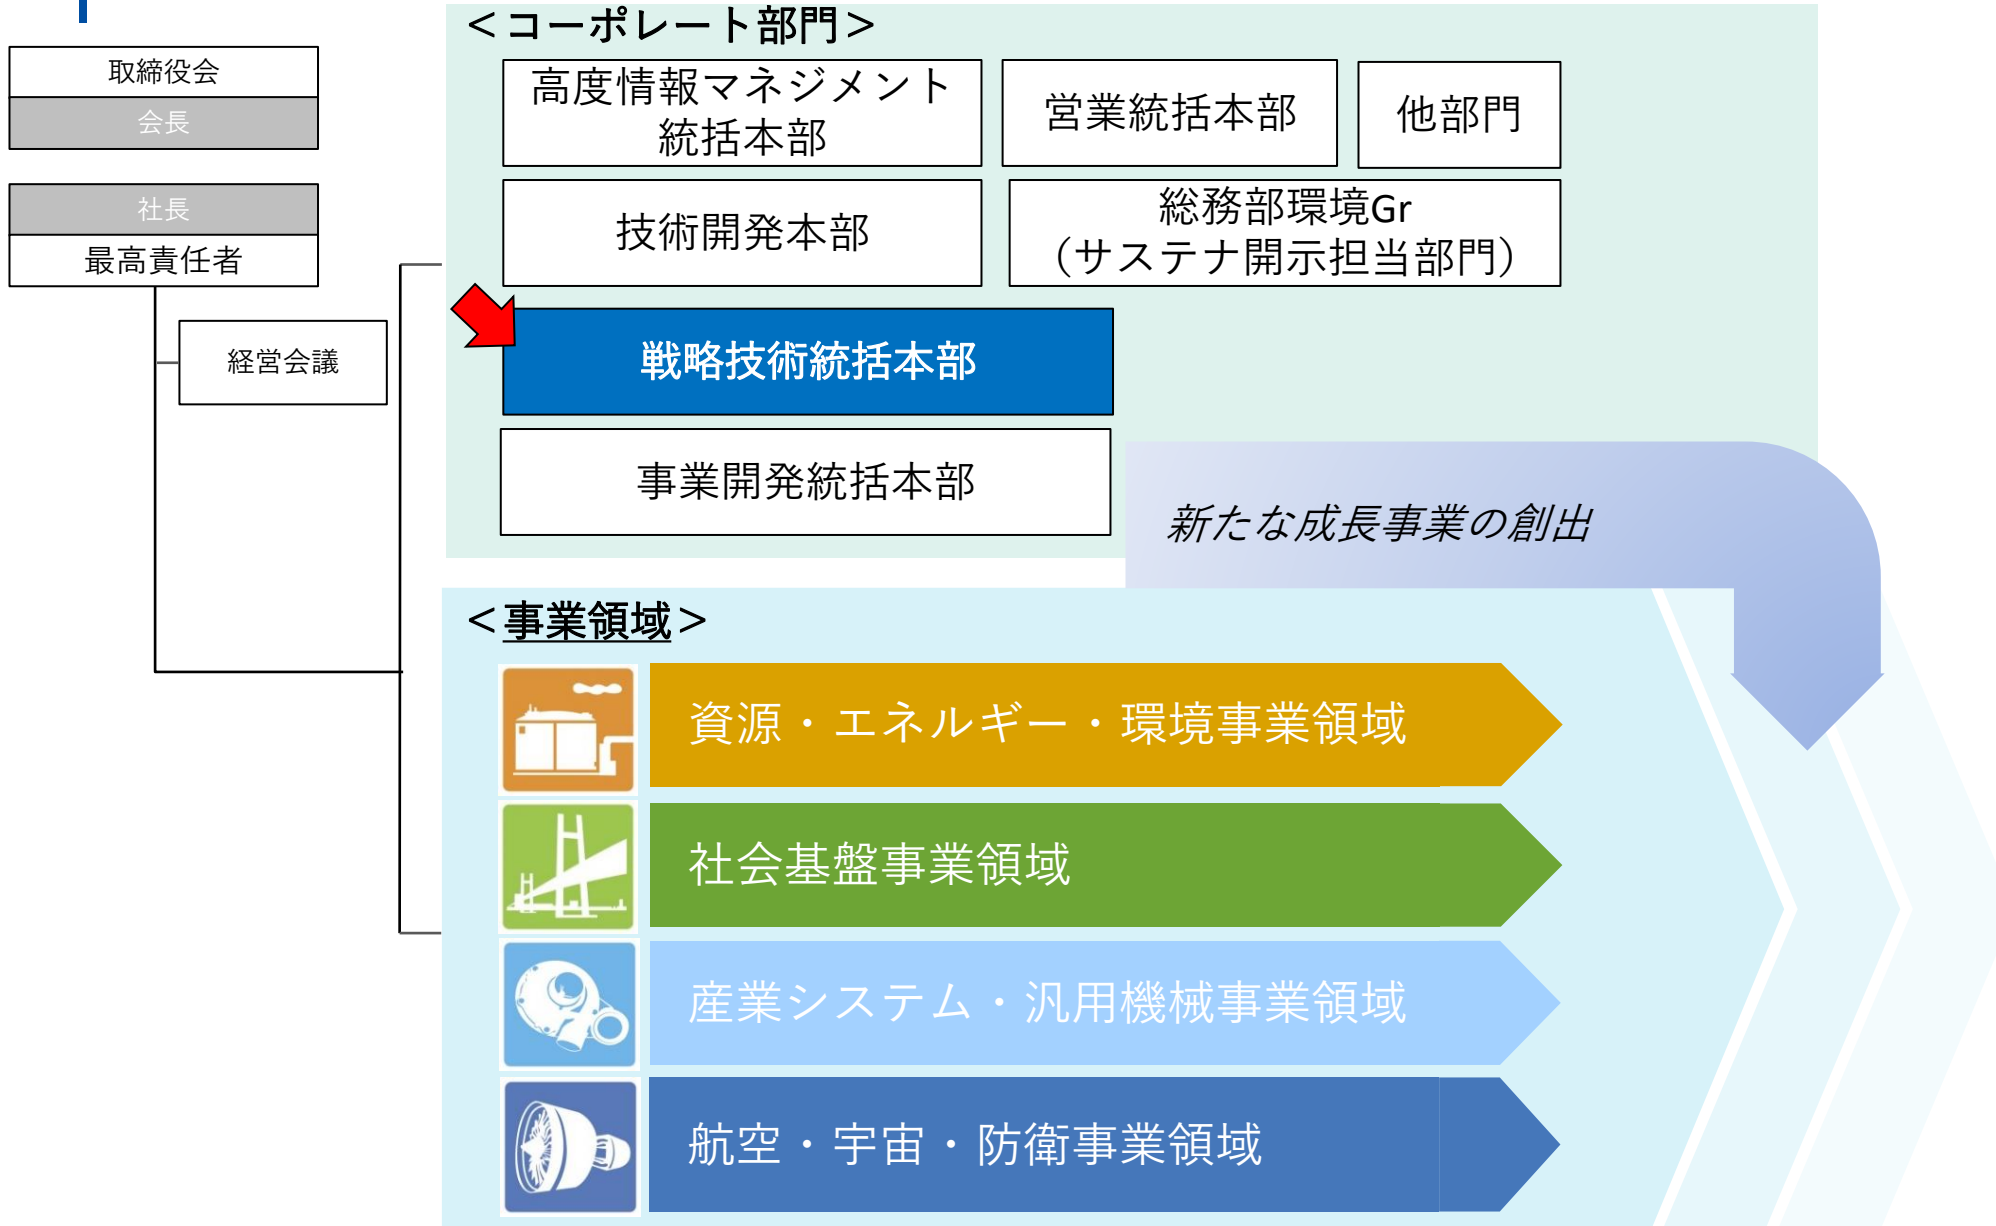 取締役会
会長
社長
最高責任者
経営会議
＜コーポレート部門＞
高度情報マネジメント
統括本部
営業統括本部
他部門
技術開発本部
総務部環境Gr
（サステナ開示担当部門）
戦略技術統括本部
事業開発統括本部
新たな成長事業の創出
＜事業領域＞
資源・エネルギー・環境事業領域
社会基盤事業領域
産業システム・汎用機械事業領域
航空・宇宙・防衛事業領域